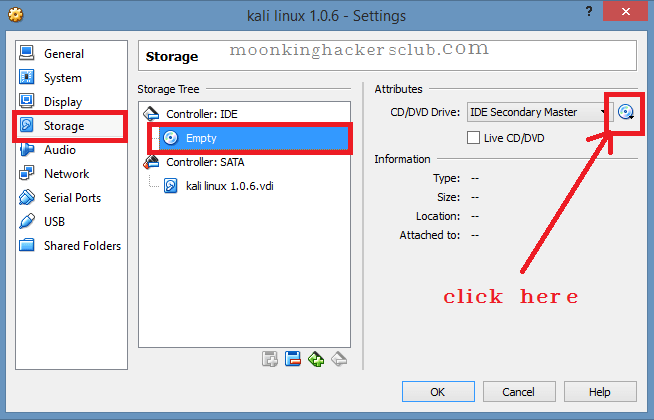 kali linux 1.0.6 - Settings
?
General
System
Display
Storage
Audio
Network
Serial Ports
USB
Shared Folders
Storage
moonkinghackersclub.com
Storage Tree
Controller: IDE
Empty
Controller: SATA
kali linux 1.0.6.vdi
Attributes
CD/DVD Drive: IDE Secondary Master
Live CD/DVD
Information
Type: --
Size: --
Location: --
Attached to: --
click here
OK
Cancel
Help